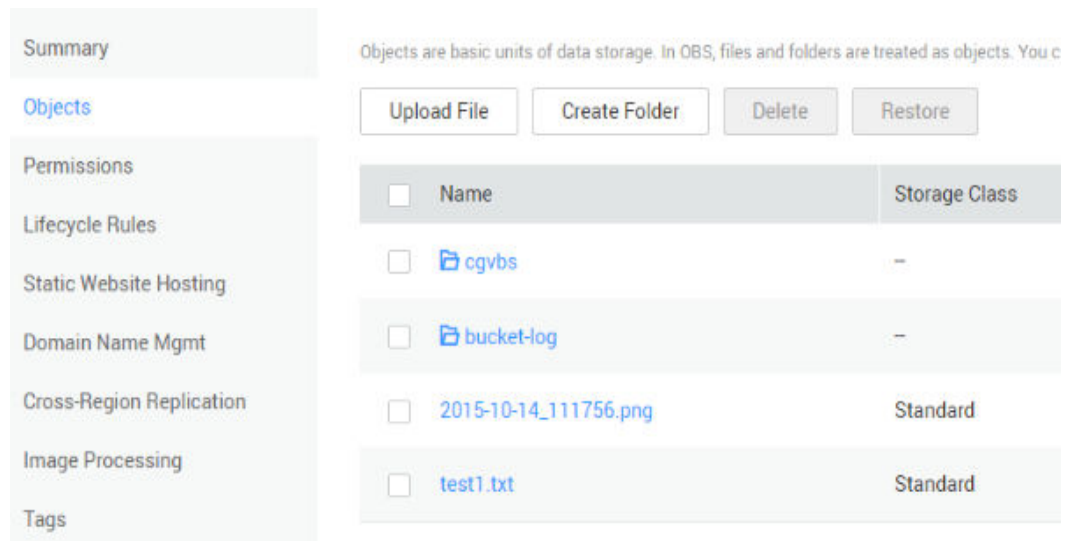 Summary
Objects
Permissions
Lifecycle Rules
Static Website Hosting
Domain Name Mgmt
Cross-Region Replication
Image Processing
Tags
Objects are basic units of data storage. In OBS, files and folders are treated as objects. You c
Upload File Create Folder Delete Restore
Name Storage Class
cgvbs --
bucket-log --
2015-10-14_111756.png Standard
test1.txt Standard